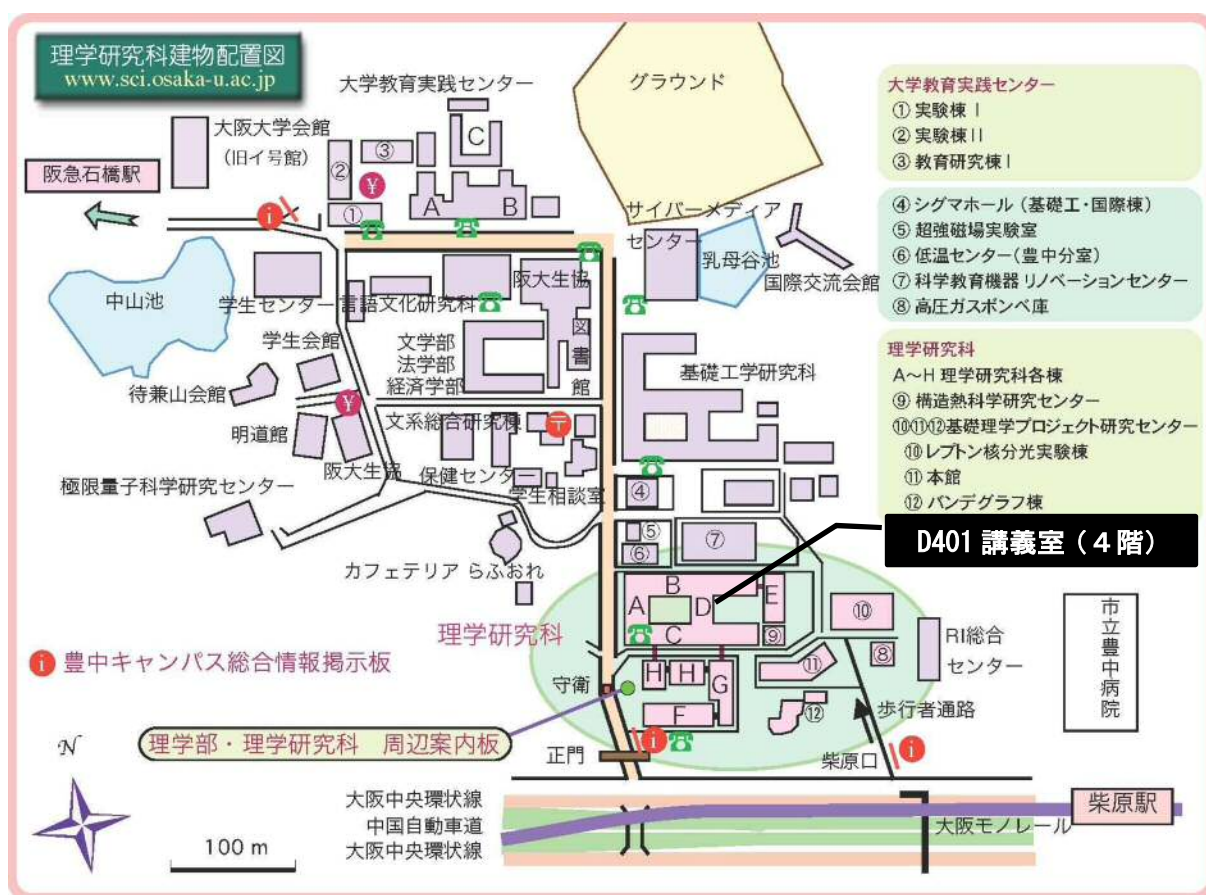 理学研究科建物配置図
www.sci.osaka-u.ac.jp
大学教育実践センター
グラウンド
大阪大学会館
(旧イ号館)
阪急石橋駅
C
③
②
¥
①
A
B
i
サイバーメディア
センター
乳母谷池
国際交流会館
中山池
学生センター
言語文化研究科
阪大生協
図書館
文学部
法学部
経済学部
基礎工学研究科
学生会館
待兼山会館
¥
明道館
阪大生協
文系総合研究棟
〒
保健センター
学生相談室
極限量子科学研究センター
カフェテリア らふおれ
④
⑤
⑥
⑦
大学教育実践センター
① 実験棟 I
② 実験棟II
③ 教育研究棟 I
④ シグマホール (基礎工・国際棟)
⑤ 超強磁場実験室
⑥ 低温センター(豊中分室)
⑦ 科学教育機器 リノベーションセンター
⑧ 高圧ガスボンベ庫
理学研究科
A~H 理学研究科各棟
⑨ 構造熱科学研究センター
⑩⑪⑫基礎理学プロジェクト研究センター
⑩ レプトン核分光実験棟
⑪ 本館
⑫ バンデグラフ棟
D401 講義室(4階)
A
B
C
D
E
⑨
⑩
⑧
⑪
⑫
H
H
G
F
RI総合
センター
市立豊中病院
理学研究科
i 豊中キャンパス総合情報掲示板
守衛
歩行者通路
理学部・理学研究科 周辺案内板
正門
i
柴原口
i
N
100 m
大阪中央環状線
中国自動車道
大阪中央環状線
大阪モノレール
柴原駅